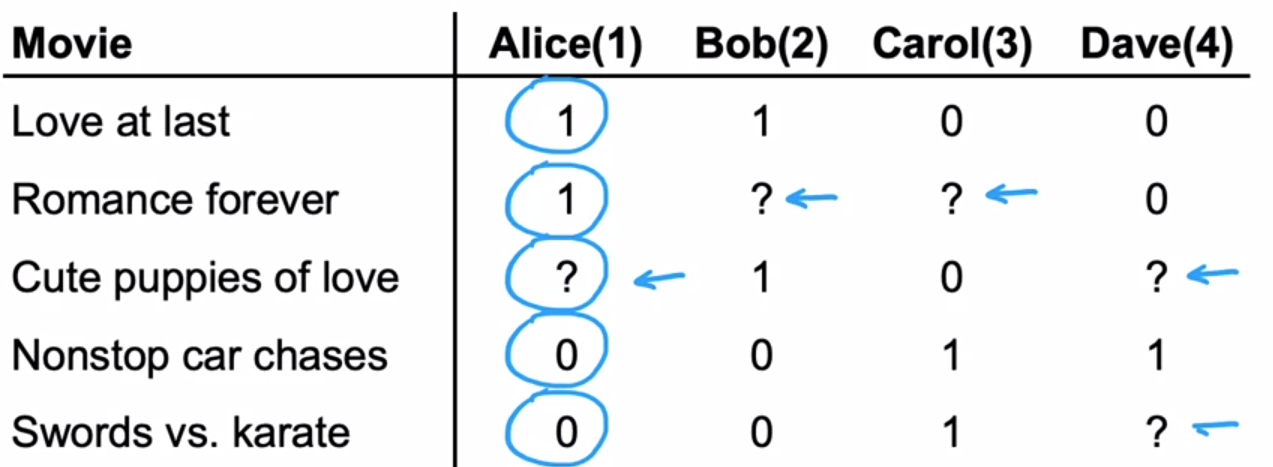 Movie Alice(1) Bob(2) Carol(3) Dave(4)
Love at last 1 1 0 0
Romance forever 1 ? ? 0
Cute puppies of love ? 1 0 ?
Nonstop car chases 0 0 1 1
Swords vs. karate 0 0 1 ?